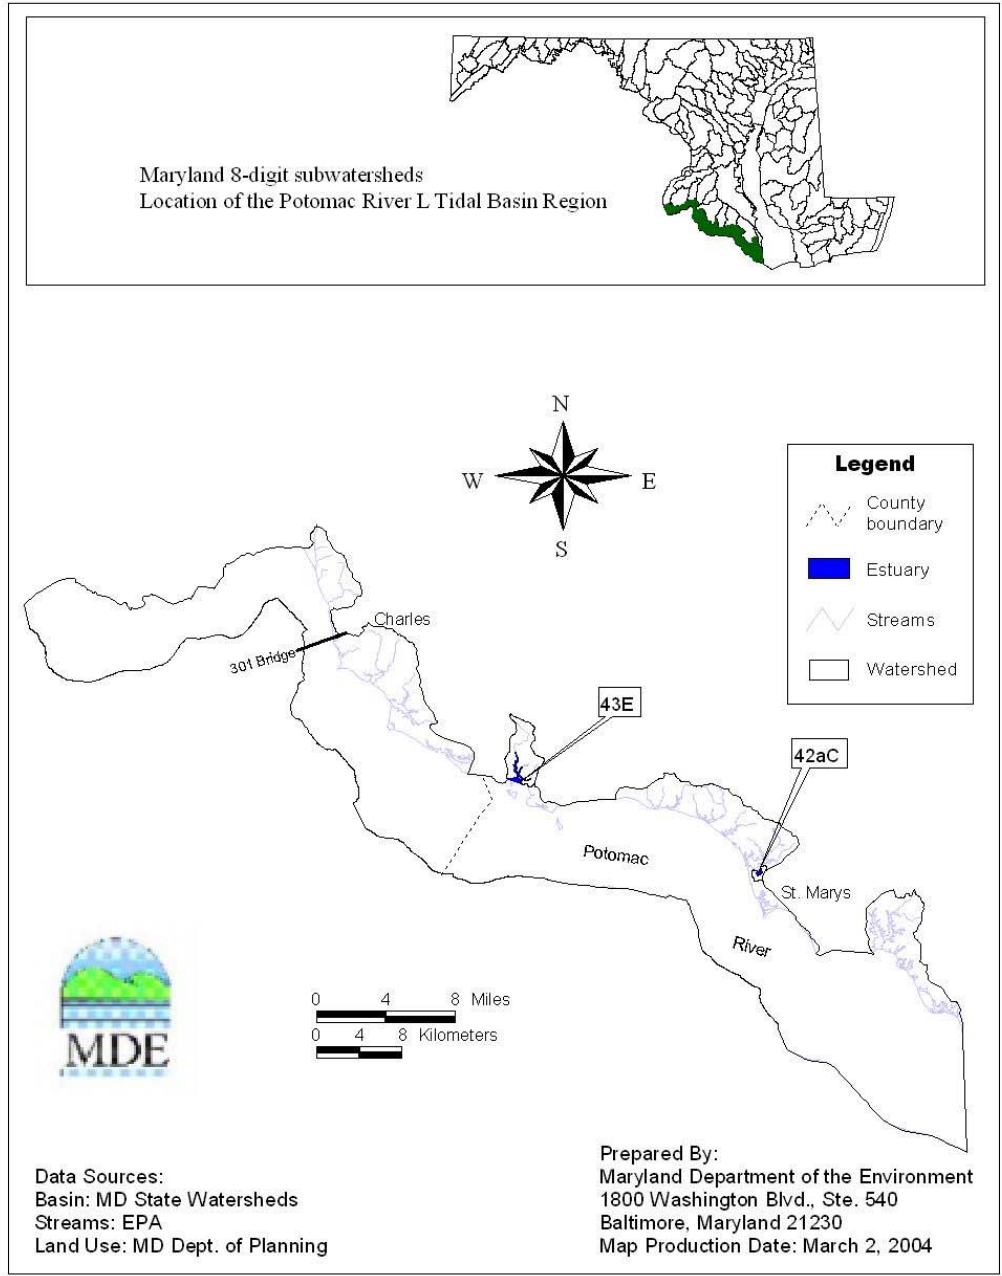 Maryland 8-digit subwatersheds
Location of the Potomac River L Tidal Basin Region
N
W
E
S
Legend
County
boundary
Estuary
Streams
Watershed
Charles
301 Bridge
43E
42aC
Potomac
St. Marys
River
0 4 8 Miles
0 4 8 Kilometers
MDE
Data Sources:
Basin: MD State Watersheds
Streams: EPA
Land Use: MD Dept. of Planning
Prepared By:
Maryland Department of the Environment
1800 Washington Blvd., Ste. 540
Baltimore, Maryland 21230
Map Production Date: March 2, 2004